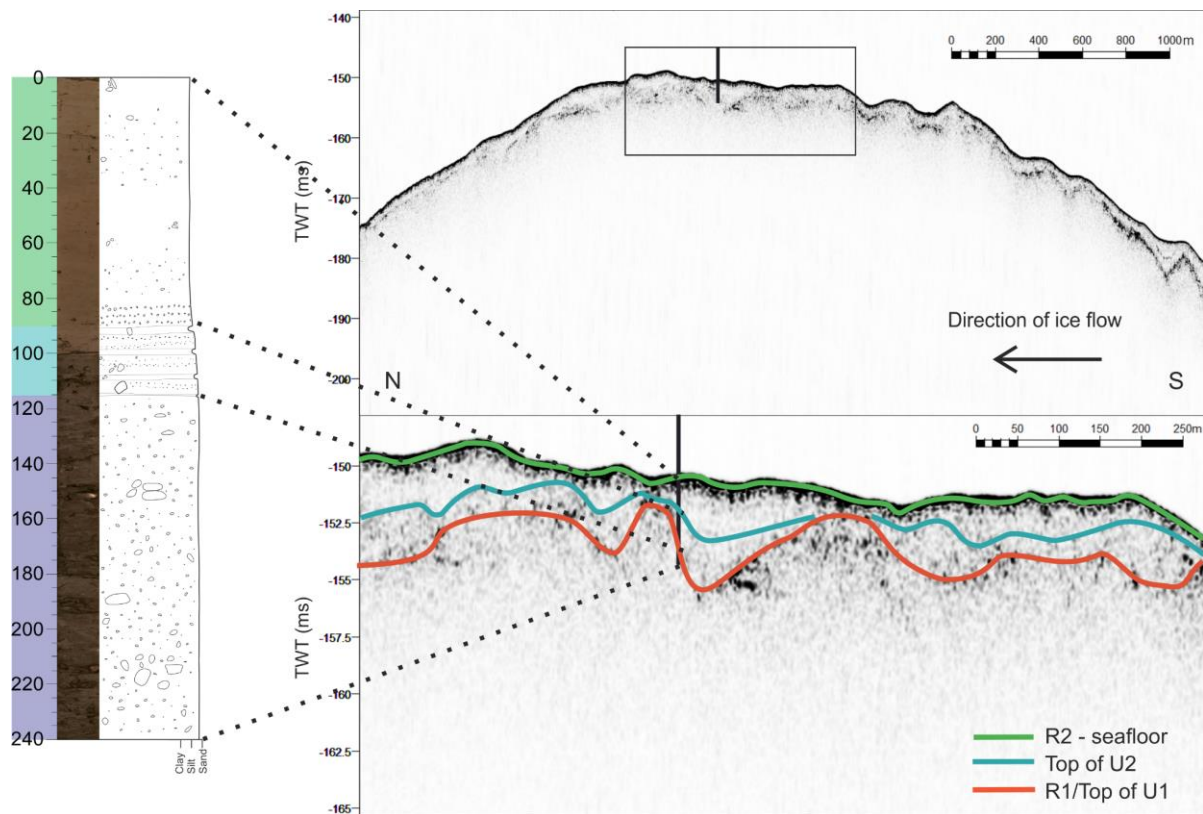 0
20
40
60
80
100
120
140
160
180
200
220
240
Clay
Silt
Sand
-140
-150
-160
-170
-180
-190
-200
TWT (ms)
0 200 400 600 800 1000m
Direction of ice flow
N
S
-150
-152.5
-155
-157.5
-160
-162.5
-165
TWT (ms)
0 50 100 150 200 250m
R2 - seafloor
Top of U2
R1/Top of U1